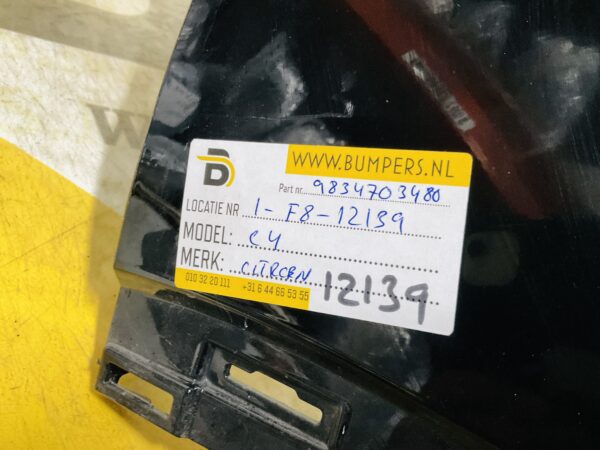 WWW.BUMPERS.NL
Part nr. 9834703480
LOCATIE NR 1-F8-12139
MODEL: C4
MERK: CITROEN
010 32 20 111 +31 6 44 66 53 55
12139